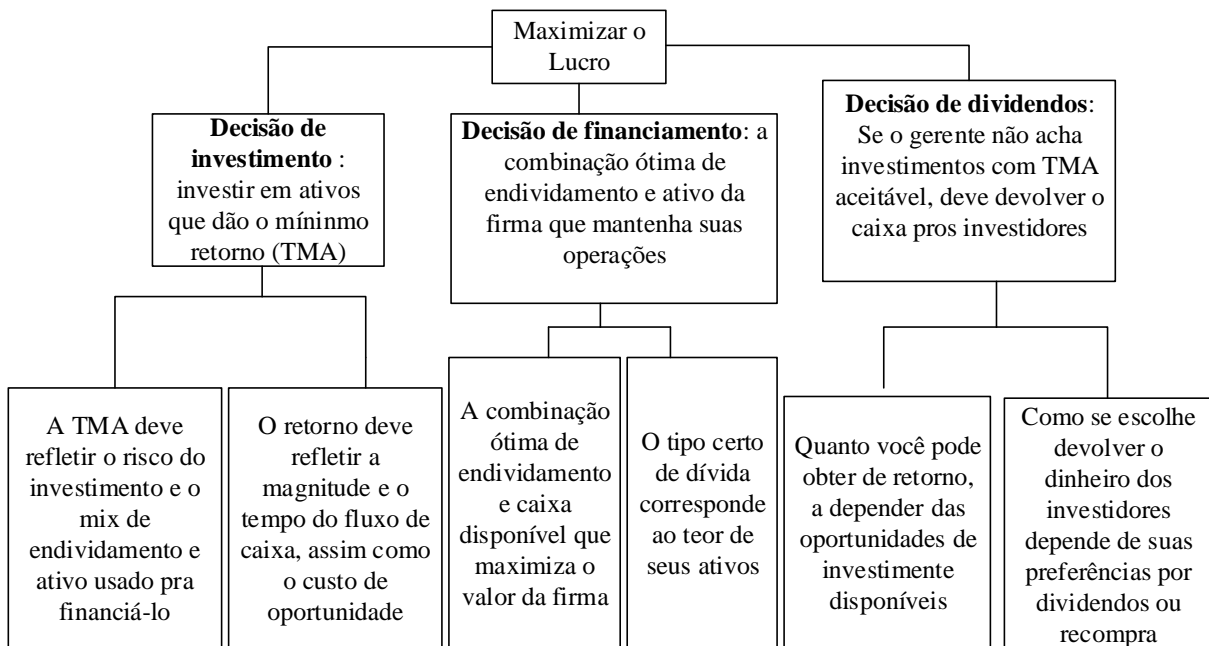 Maximizar o
Lucro
Decisão de
investimento :
investir em ativos
que dão o míninmo
retorno (TMA)
Decisão de financiamento: a
combinação ótima de
endividamento e ativo da
firma que mantenha suas
operações
Decisão de dividendos:
Se o gerente não acha
investimentos com TMA
aceitável, deve devolver o
caixa pros investidores
A TMA deve
refletir o risco do
investimento e o
mix de
endividamento e
ativo usado pra
financiá-lo
O retorno deve
refletir a
magnitude e o
tempo do fluxo de
caixa, assim como
o custo de
oportunidade
A combinação
ótima de
endividamento
e caixa
disponível que
maximiza o
valor da firma
O tipo certo
de dívida
corresponde
ao teor de
seus ativos
Quanto você pode
obter de retorno,
a depender das
oportunidades de
investimente
disponíveis
Como se escolhe
devolver o
dinheiro dos
investidores
depende de suas
preferências por
dividendos ou
recompra